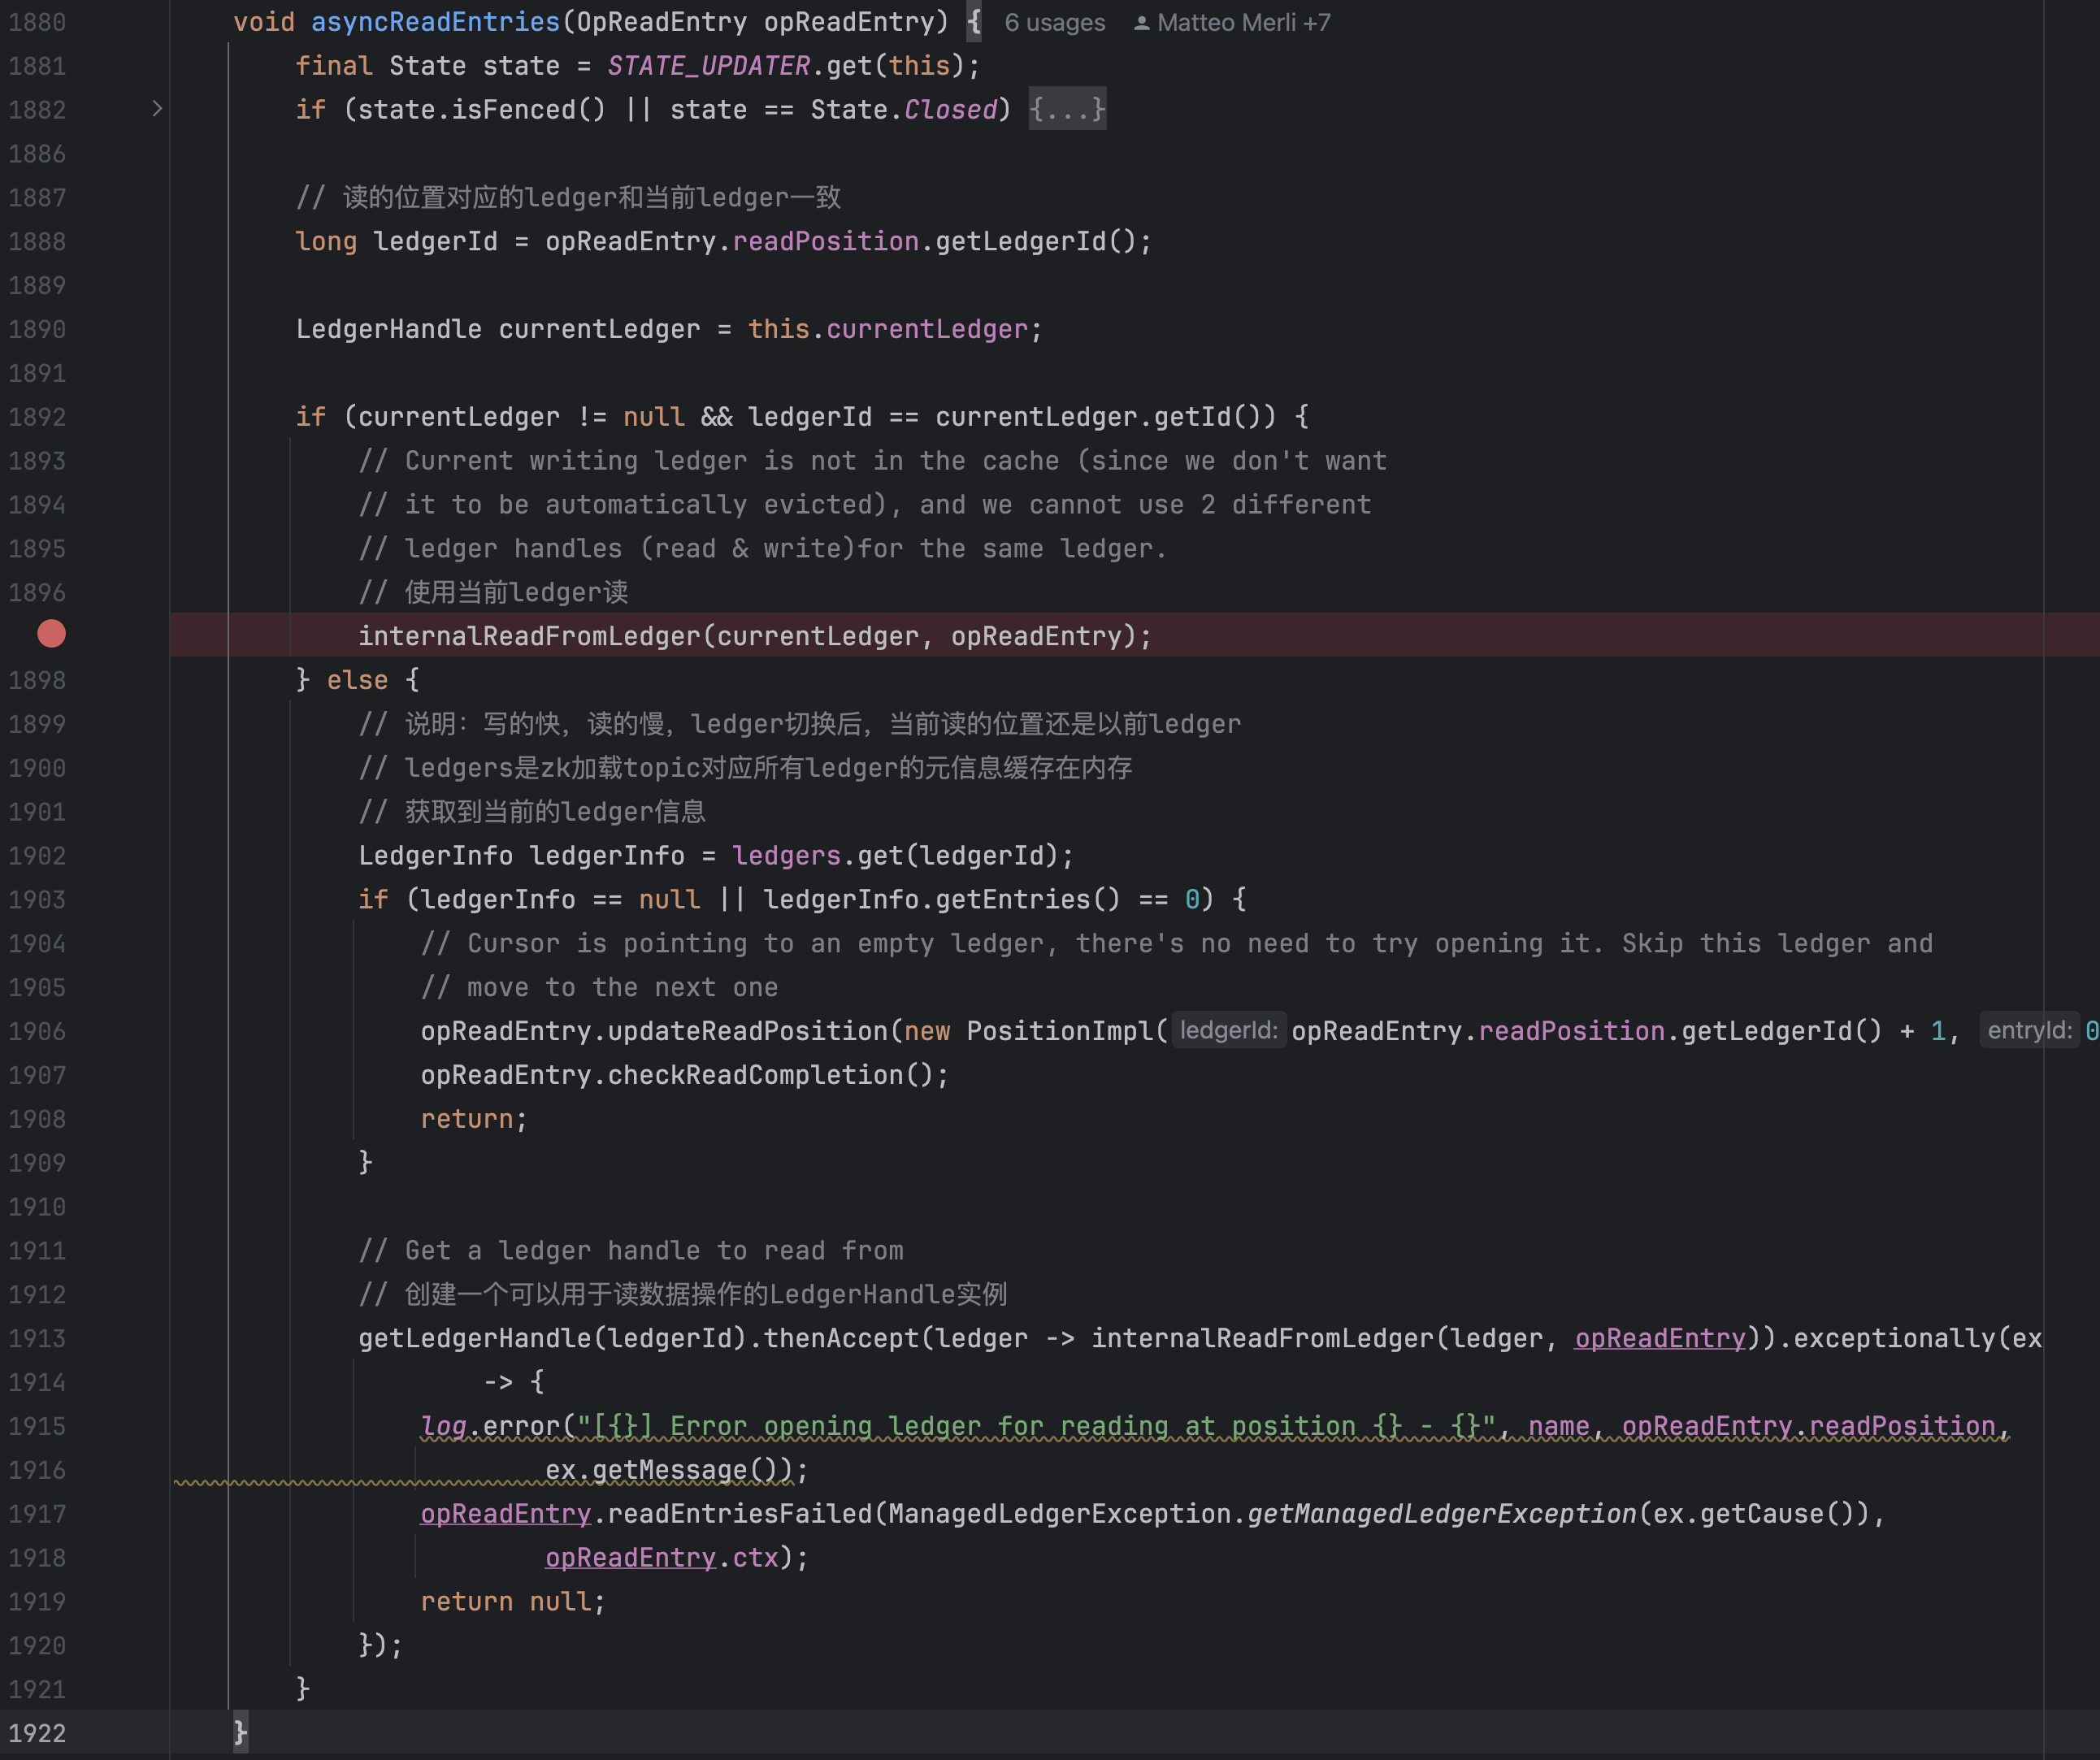 1880 void asyncReadEntries(OpReadEntry opReadEntry) { 6 usages Matteo Merli +7
1881 final State state = STATE_UPDATER.get(this);
1882 if (state.isFenced() || state == State.Closed) {...}
1886
1887 // 读的位置对应的ledger和当前ledger一致
1888 long ledgerId = opReadEntry.readPosition.getLedgerId();
1889
1890 LedgerHandle currentLedger = this.currentLedger;
1891
1892 if (currentLedger != null && ledgerId == currentLedger.getId()) {
1893 // Current writing ledger is not in the cache (since we don't want
1894 // it to be automatically evicted), and we cannot use 2 different
1895 // ledger handles (read & write)for the same ledger.
1896 // 使用当前ledger读
internalReadFromLedger(currentLedger, opReadEntry);
1898 } else {
1899 // 说明：写的快，读的慢，ledger切换后，当前读的位置还是以前ledger
1900 // ledgers是zk加载topic对应所有ledger的元信息缓存在内存
1901 // 获取到当前的ledger信息
1902 LedgerInfo ledgerInfo = ledgers.get(ledgerId);
1903 if (ledgerInfo == null || ledgerInfo.getEntries() == 0) {
1904 // Cursor is pointing to an empty ledger, there's no need to try opening it. Skip this ledger and
1905 // move to the next one
1906 opReadEntry.updateReadPosition(new PositionImpl( ledgerId: opReadEntry.readPosition.getLedgerId() + 1, entryId: 0
1907 opReadEntry.checkReadCompletion();
1908 return;
1909 }
1910
1911 // Get a ledger handle to read from
1912 // 创建一个可以用于读数据操作的LedgerHandle实例
1913 getLedgerHandle(ledgerId).thenAccept(ledger -> internalReadFromLedger(ledger, opReadEntry)).exceptionally(ex
1914 -> {
1915 log.error("[{}] Error opening ledger for reading at position {} - {}", name, opReadEntry.readPosition,
1916 ex.getMessage());
1917 opReadEntry.readEntriesFailed(ManagedLedgerException.getManagedLedgerException(ex.getCause()),
1918 opReadEntry.ctx);
1919 return null;
1920 });
1921 }
1922 }